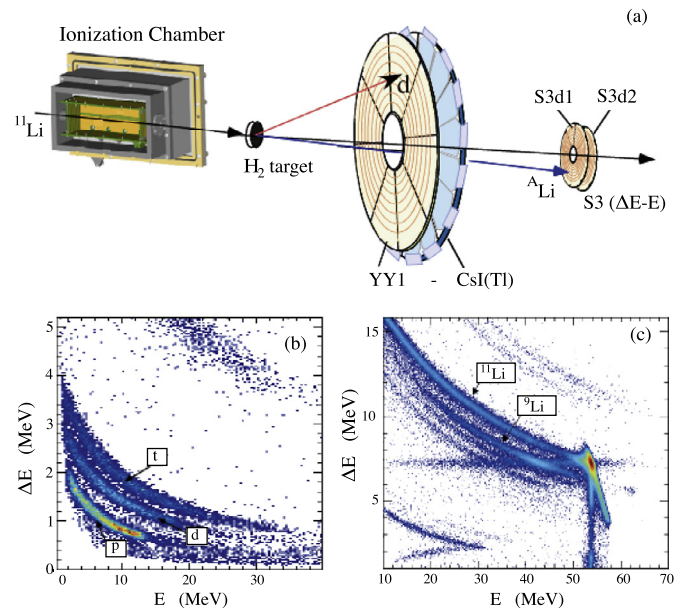 (a)
Ionization Chamber
¹¹Li
H₂ target
d
S3d1 S3d2
ᴬLi
S3 (ΔE-E)
YY1 - CsI(Tl)
(b)
5
4
3
2
1
0
ΔE (MeV)
t
d
p
0 10 20 30
E (MeV)
(c)
15
10
5
ΔE (MeV)
¹¹Li
⁹Li
10 20 30 40 50 60 70
E (MeV)